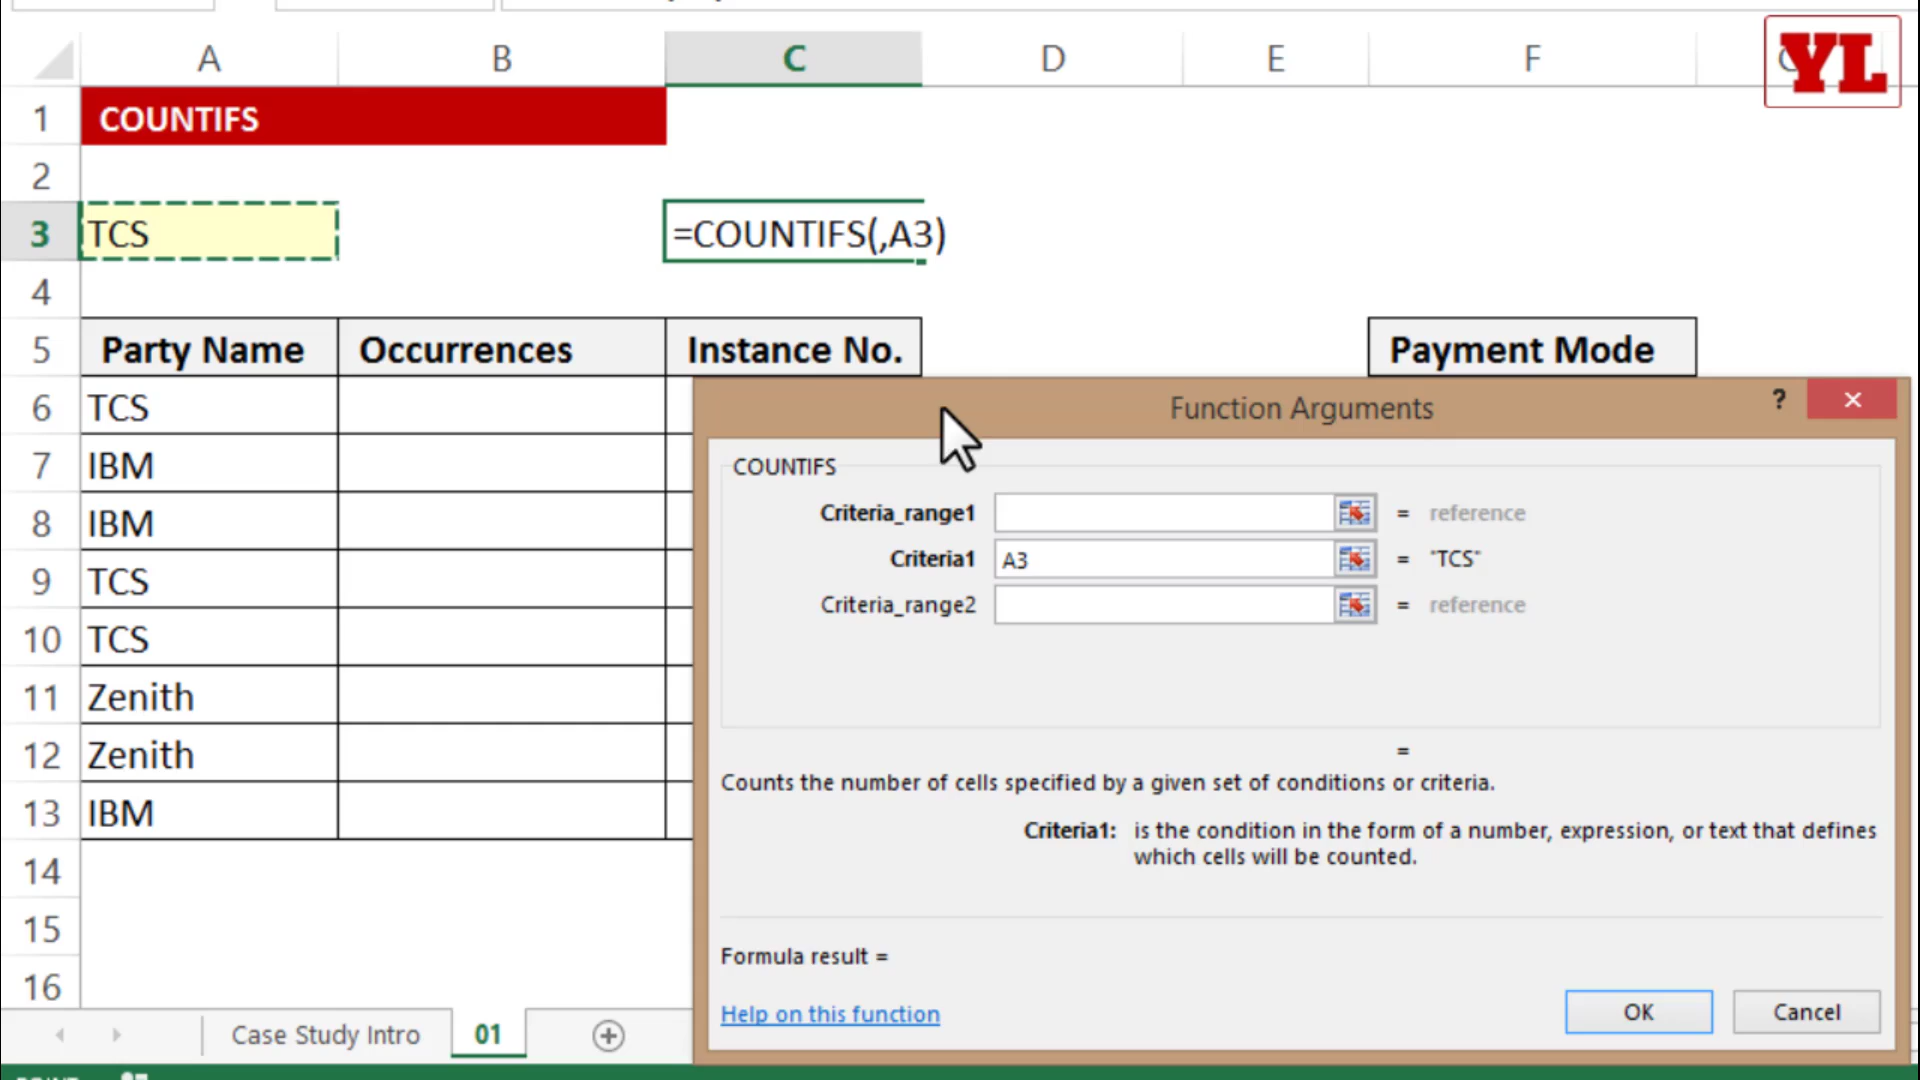 A B C D E F
YL
1 COUNTIFS
2
3 TCS =COUNTIFS(,A3)
4
5 Party Name Occurrences Instance No. Payment Mode
6 TCS
7 IBM
8 IBM
9 TCS
10 TCS
11 Zenith
12 Zenith
13 IBM
14
15
16
Function Arguments ?
COUNTIFS
Criteria_range1 = reference
Criteria1 A3 = "TCS"
Criteria_range2 = reference
=
Counts the number of cells specified by a given set of conditions or criteria.
Criteria1: is the condition in the form of a number, expression, or text that defines
which cells will be counted.
Formula result =
Help on this function OK Cancel
Case Study Intro 01